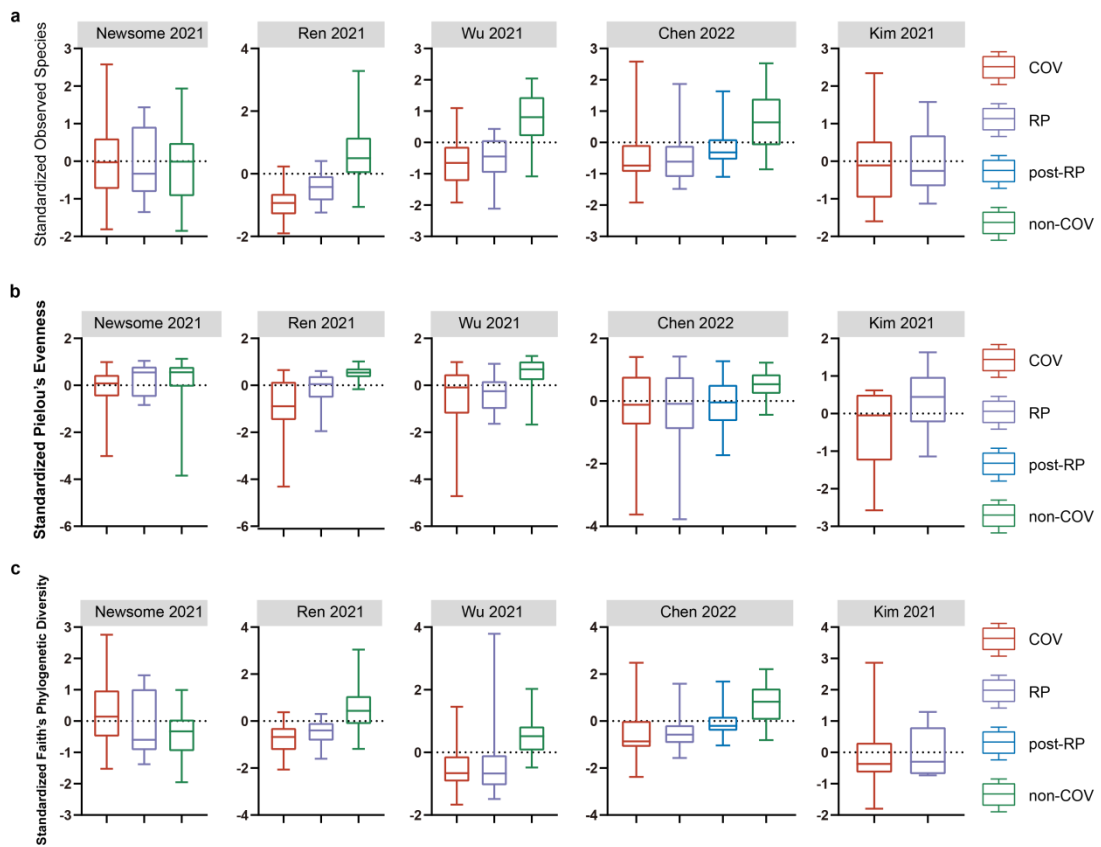 a
Standardized Observed Species
Newsome 2021
Ren 2021
Wu 2021
Chen 2022
Kim 2021
3
2
1
0
-1
-2
4
2
0
-2
3
2
1
0
-1
-2
-3
3
2
1
0
-1
-2
-3
3
2
1
0
-1
-2
COV
RP
post-RP
non-COV
b
Standardized Pielou's Evenness
Newsome 2021
Ren 2021
Wu 2021
Chen 2022
Kim 2021
2
0
-2
-4
-6
2
0
-2
-4
-6
2
0
-2
-4
-6
2
0
-2
-4
2
1
0
-1
-2
-3
COV
RP
post-RP
non-COV
c
Standardized Faith's Phylogenetic Diversity
Newsome 2021
Ren 2021
Wu 2021
Chen 2022
Kim 2021
3
2
1
0
-1
-2
-3
4
2
0
-2
-4
4
2
0
-2
4
2
0
-2
-4
4
3
2
1
0
-1
-2
COV
RP
post-RP
non-COV